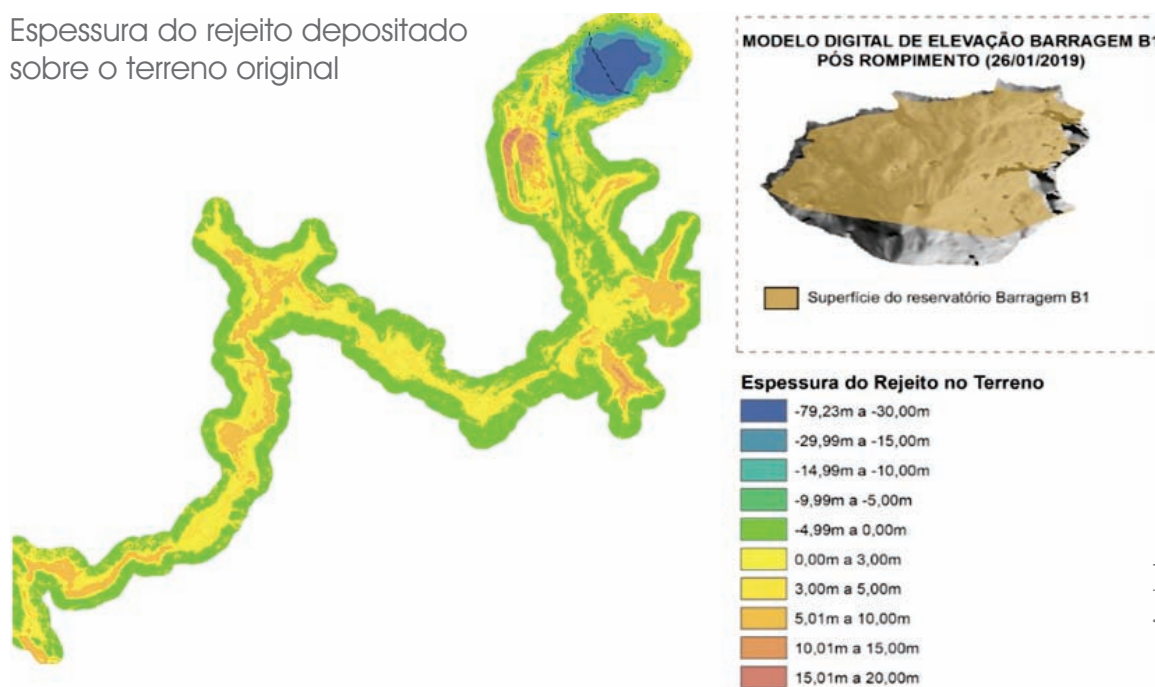 Espessura do rejeito depositado
sobre o terreno original
MODELO DIGITAL DE ELEVAÇÃO BARRAGEM B1
PÓS ROMPIMENTO (26/01/2019)
Superfície do reservatório Barragem B1
Espessura do Rejeito no Terreno
-79,23m a -30,00m
-29,99m a -15,00m
-14,99m a -10,00m
-9,99m a -5,00m
-4,99m a 0,00m
0,00m a 3,00m
3,00m a 5,00m
5,01m a 10,00m
10,01m a 15,00m
15,01m a 20,00m